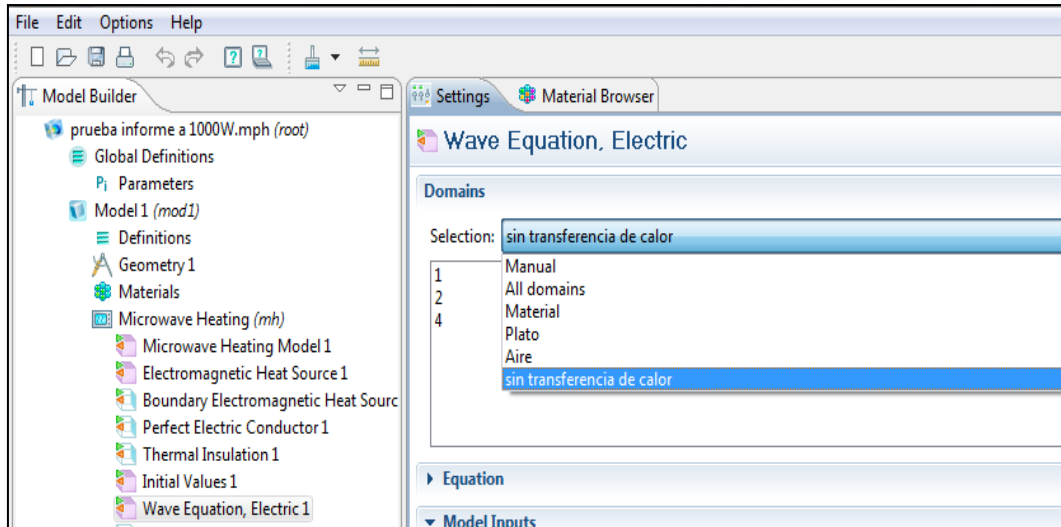 File Edit Options Help
Model Builder
prueba informe a 1000W.mph (root)
Global Definitions
Pi Parameters
Model 1 (mod1)
Definitions
Geometry 1
Materials
Microwave Heating (mh)
Microwave Heating Model 1
Electromagnetic Heat Source 1
Boundary Electromagnetic Heat Sourc
Perfect Electric Conductor 1
Thermal Insulation 1
Initial Values 1
Wave Equation, Electric 1
Settings Material Browser
Wave Equation, Electric
Domains
Selection: sin transferencia de calor
1
2
4
Manual
All domains
Material
Plato
Aire
sin transferencia de calor
Equation
Model Inputs